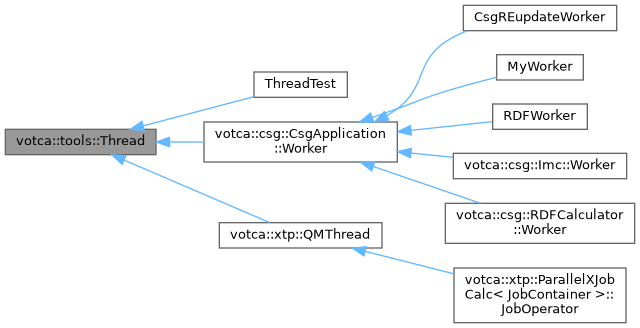 CsgREupdateWorker
MyWorker
ThreadTest
RDFWorker
votca::tools::Thread
votca::csg::CsgApplication
::Worker
votca::csg::Imc::Worker
votca::csg::RDFCalculator
::Worker
votca::xtp::QMThread
votca::xtp::ParallelXJob
Calc< JobContainer >::
JobOperator